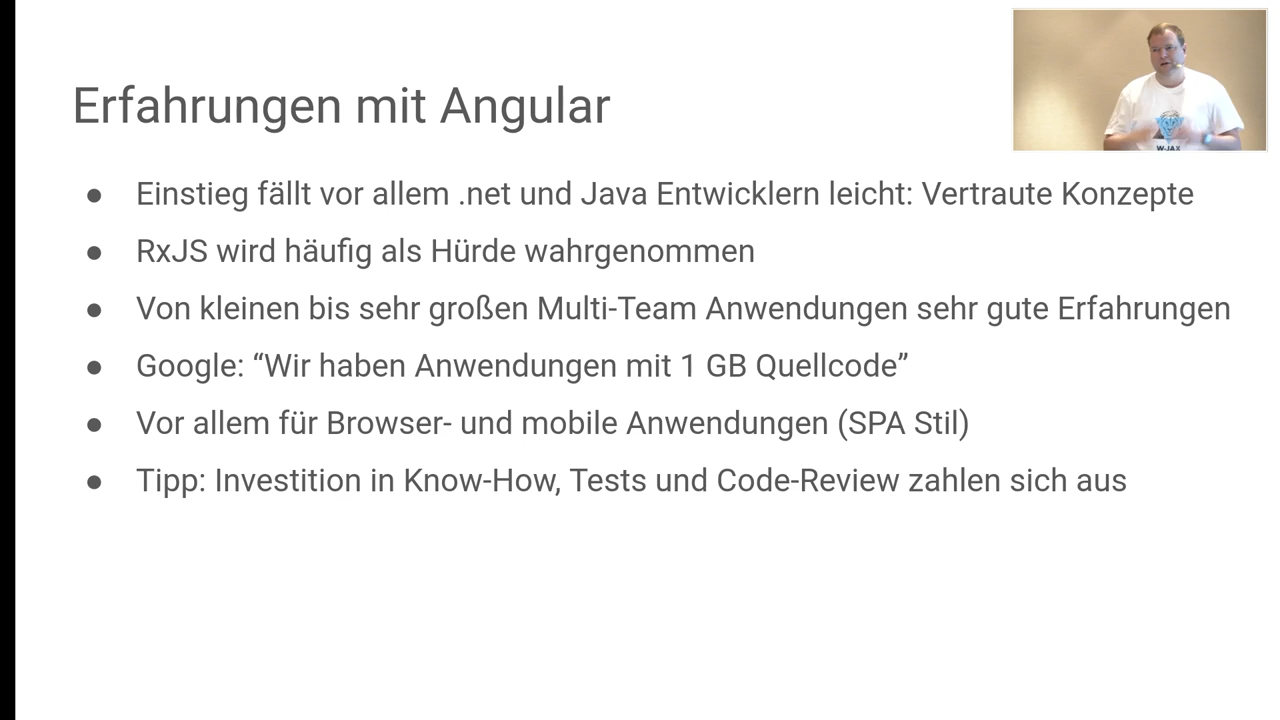 Erfahrungen mit Angular
● Einstieg fällt vor allem .net und Java Entwicklern leicht: Vertraute Konzepte
● RxJS wird häufig als Hürde wahrgenommen
● Von kleinen bis sehr großen Multi-Team Anwendungen sehr gute Erfahrungen
● Google: “Wir haben Anwendungen mit 1 GB Quellcode”
● Vor allem für Browser- und mobile Anwendungen (SPA Stil)
● Tipp: Investition in Know-How, Tests und Code-Review zahlen sich aus
W-JAX